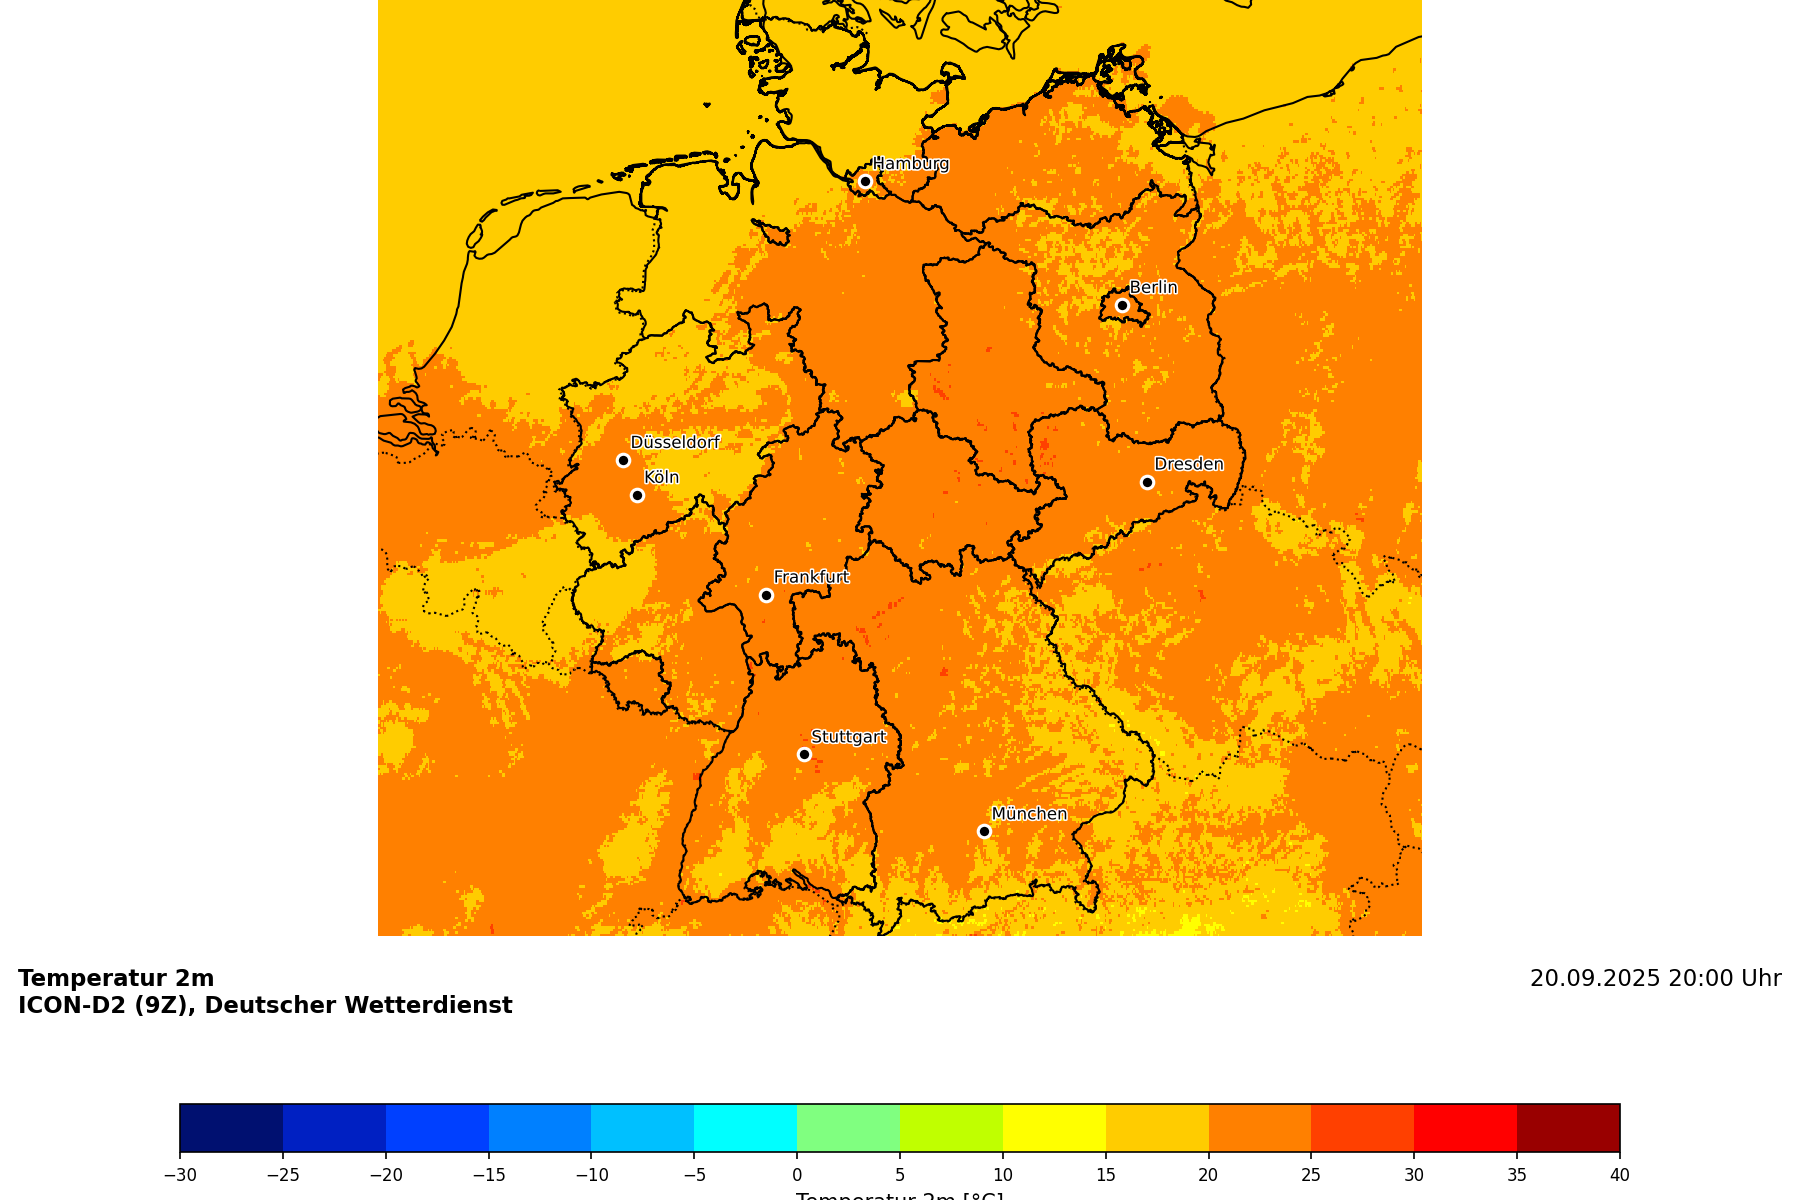 Hamburg
Berlin
Düsseldorf
Köln
Dresden
Frankfurt
Stuttgart
München
Temperatur 2m
20.09.2025 20:00 Uhr
ICON-D2 (9Z), Deutscher Wetterdienst
−30 −25 −20 −15 −10 −5 0 5 10 15 20 25 30 35 40
Temperatur 2m [°C]